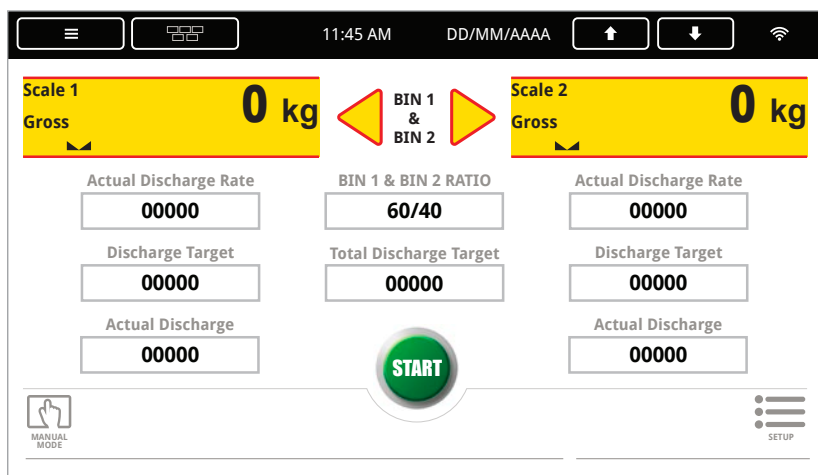 11:45 AM DD/MM/AAAA
Scale 1
0 kg
Gross
BIN 1
&
BIN 2
Scale 2
0 kg
Gross
Actual Discharge Rate BIN 1 & BIN 2 RATIO Actual Discharge Rate
00000 60/40 00000
Discharge Target Total Discharge Target Discharge Target
00000 00000 00000
Actual Discharge Actual Discharge
00000 00000
START
MANUAL
MODE
SETUP